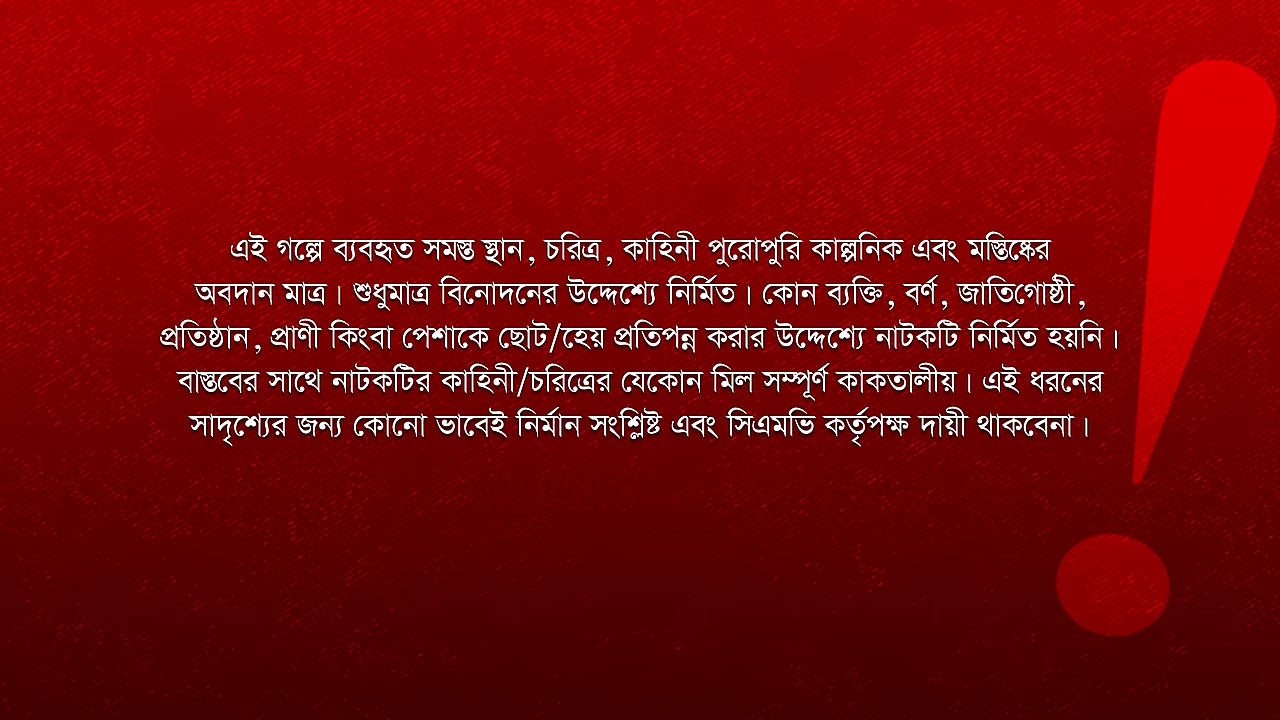 এই গল্পে ব্যবহৃত সমস্ত স্থান, চরিত্র, কাহিনী পুরোপুরি কাল্পনিক এবং মস্তিষ্কের
অবদান মাত্র। শুধুমাত্র বিনোদনের উদ্দেশ্যে নির্মিত। কোন ব্যক্তি, বর্ণ, জাতিগোষ্ঠী,
প্রতিষ্ঠান, প্রাণী কিংবা পেশাকে ছোট/হেয় প্রতিপন্ন করার উদ্দেশ্যে নাটকটি নির্মিত হয়নি।
বাস্তবের সাথে নাটকটির কাহিনী/চরিত্রের যেকোন মিল সম্পূর্ণ কাকতালীয়। এই ধরনের
সাদৃশ্যের জন্য কোনো ভাবেই নির্মান সংশ্লিষ্ট এবং সিএমভি কর্তৃপক্ষ দায়ী থাকবেনা।